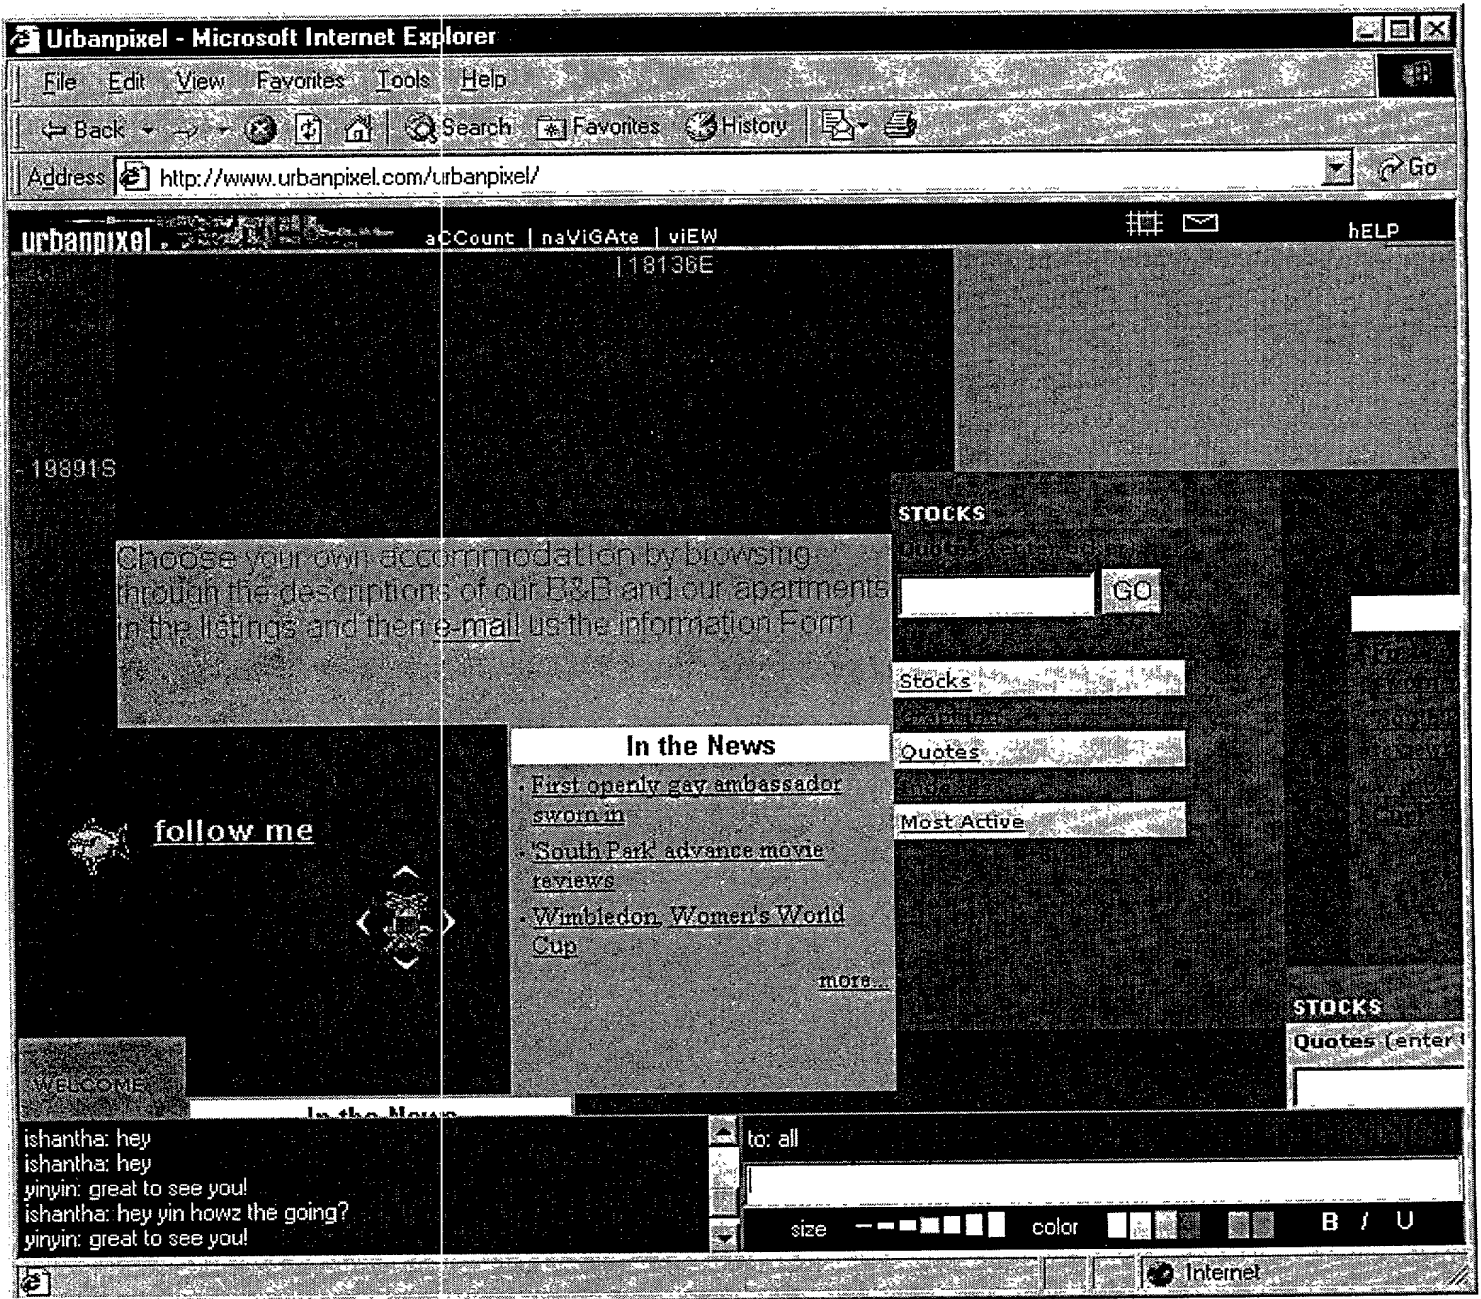 Urbanpixel - Microsoft Internet Explorer
File Edit View Favorites Tools Help
Back Search Favorites History
Address http://www.urbanpixel.com/urbanpixel/ Go
urbanpixel. aCCount | naViGAte | viEW hELP
| 18136E
- 19891S
STOCKS
Choose your own accommodation by browsing
through the descriptions of our B&B and our apartments
in the listings and then e-mail us the information Form
GO
Stocks
Quotes
Most Active
In the News
· First openly gay ambassador
sworn in
· 'South Park' advance movie
reviews
· Wimbledon, Women's World
Cup
more...
follow me
STOCKS
Quotes (enter
WELCOME
In the News
ishantha: hey
ishantha: hey
yinyin: great to see you!
ishantha: hey yin howz the going?
yinyin: great to see you!
to: all
size color B I U
Internet